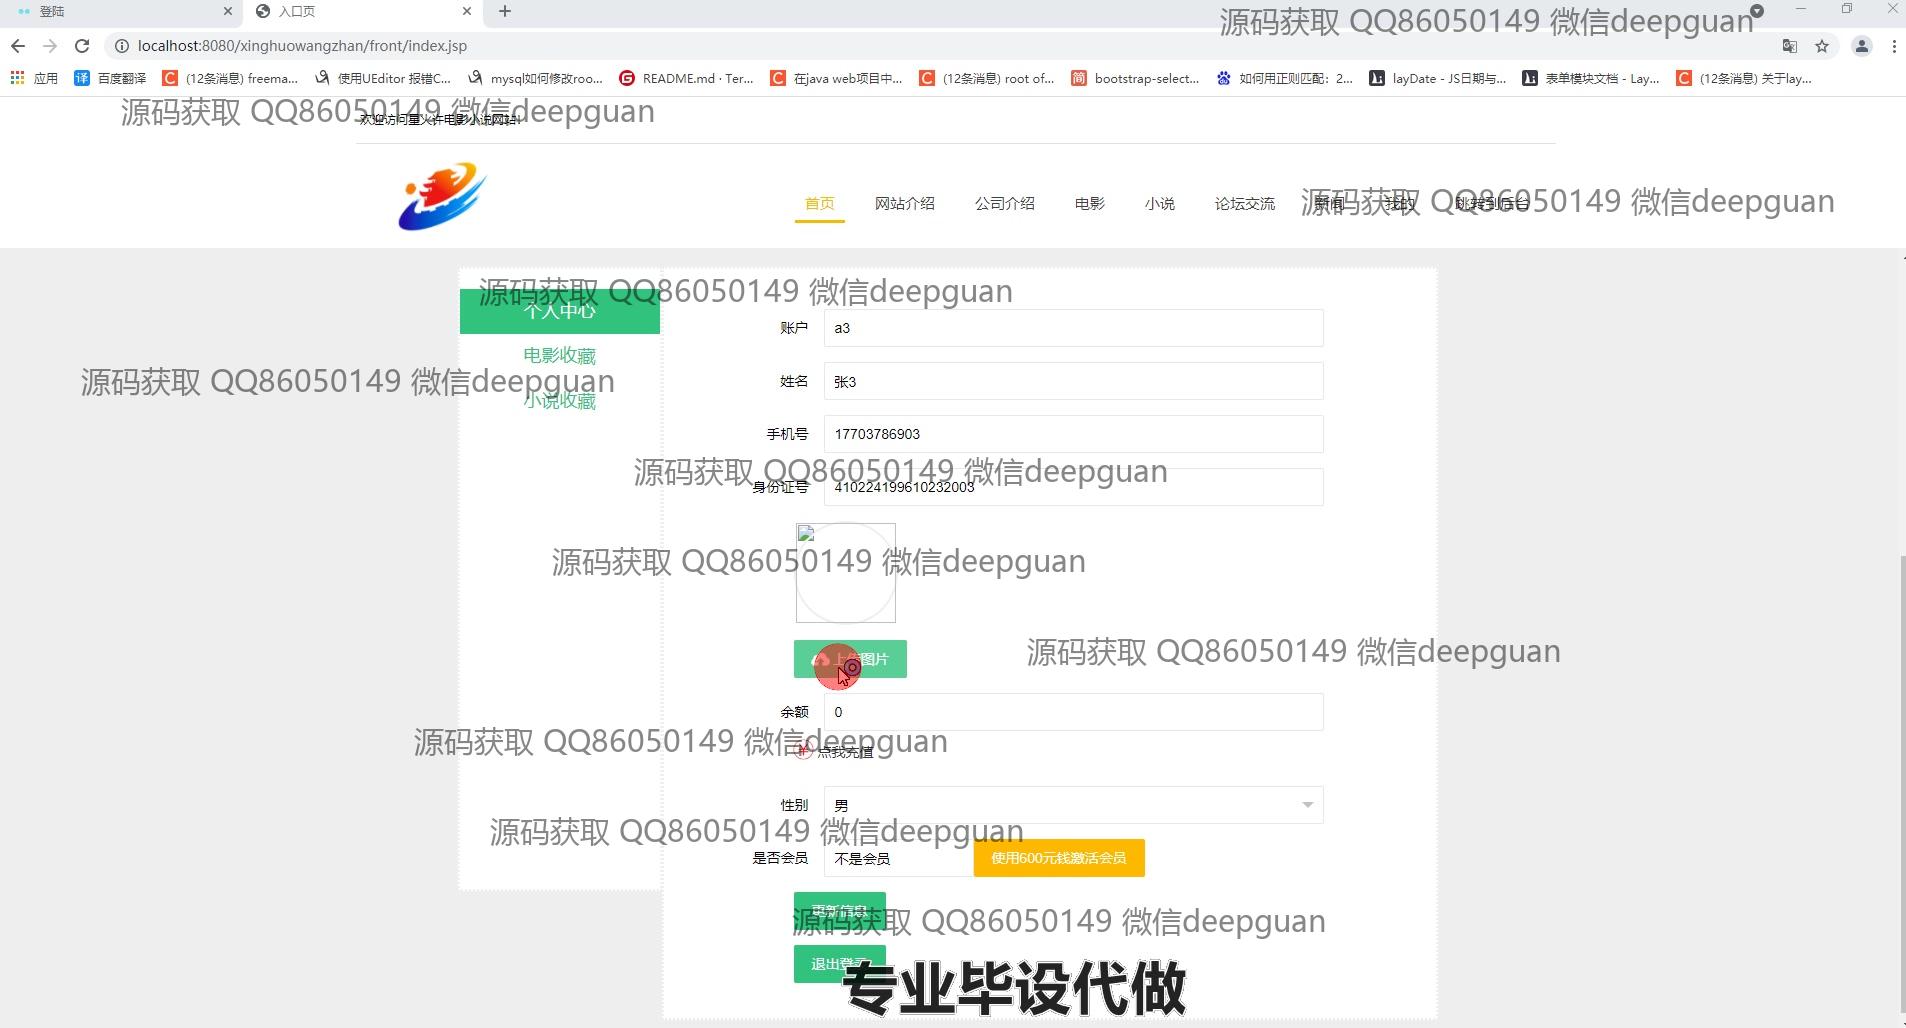 登陆
入口页
源码获取 QQ86050149 微信deepguan
localhost:8080/xinghuowangzhan/front/index.jsp
应用
百度翻译
(12条消息) freema...
使用UEditor 报错C...
mysql如何修改roo...
README.md · Ter...
在java web项目中...
(12条消息) root of...
bootstrap-select...
如何用正则匹配：2...
layDate - JS日期与...
表单模块文档 - Lay...
(12条消息) 关于lay...
源码获取 QQ86050149 微信deepguan
欢迎访问星火许电影小说网站!
首页
网站介绍
公司介绍
电影
小说
论坛交流
新闻
我的
跳转到后台
源码获取 QQ86050149 微信deepguan
源码获取 QQ86050149 微信deepguan
个人中心
账户 a3
电影收藏
源码获取 QQ86050149 微信deepguan
小说收藏
姓名 张3
手机号 17703786903
源码获取 QQ86050149 微信deepguan
身份证号 410224199610232003
源码获取 QQ86050149 微信deepguan
上传图片
源码获取 QQ86050149 微信deepguan
余额 0
源码获取 QQ86050149 微信deepguan
¥ 点我充值
性别 男
源码获取 QQ86050149 微信deepguan
是否会员 不是会员 使用600元钱激活会员
更新信息
源码获取 QQ86050149 微信deepguan
退出登录
专业毕设代做